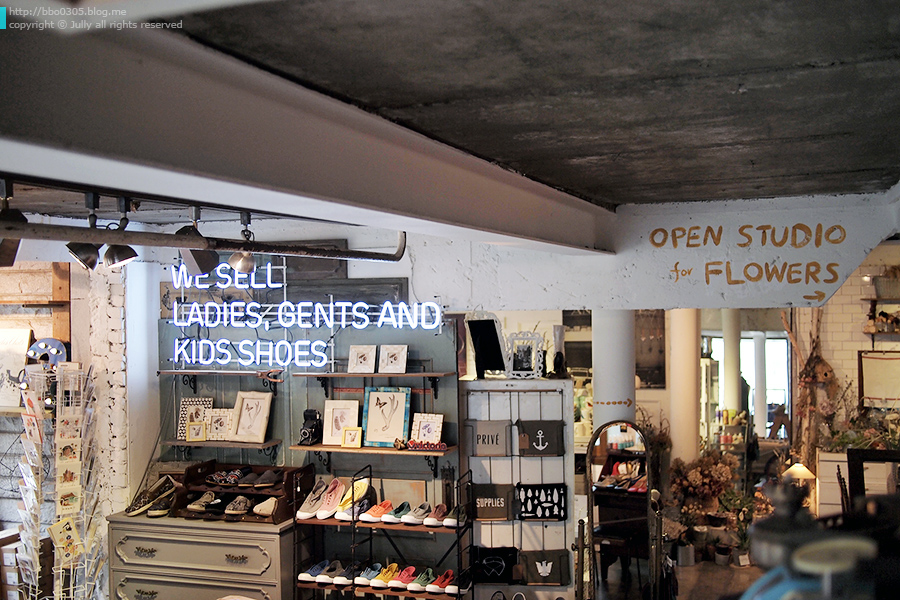 http://bbo0305.blog.me
copyright © Jully all rights reserved
WE SELL
LADIES, GENTS AND
KIDS SHOES
OPEN STUDIO
for FLOWERS
PRIVÉ
SUPPLIES